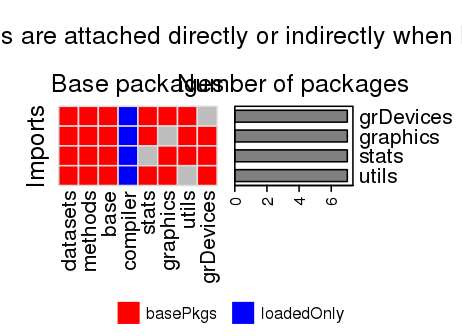 s are attached directly or indirectly when
Base packages
Number of packages
Imports
grDevices
graphics
stats
utils
datasets
methods
base
compiler
stats
graphics
utils
grDevices
0 2 4 6
basePkgs loadedOnly